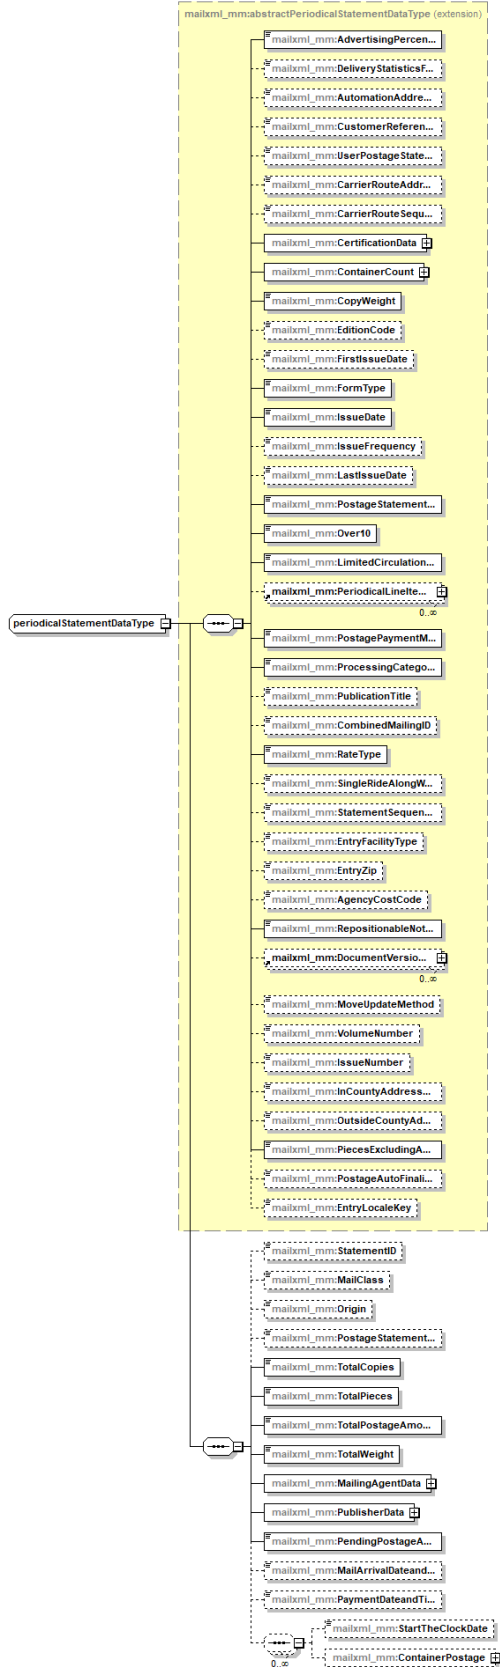 mailxml_mm:abstractPeriodicalStatementDataType (extension)
mailxml_mm:AdvertisingPercen...
mailxml_mm:DeliveryStatisticsF...
mailxml_mm:AutomationAddre...
mailxml_mm:CustomerReferen...
mailxml_mm:UserPostageState...
mailxml_mm:CarrierRouteAddr...
mailxml_mm:CarrierRouteSequ...
mailxml_mm:CertificationData
mailxml_mm:ContainerCount
mailxml_mm:CopyWeight
mailxml_mm:EditionCode
mailxml_mm:FirstIssueDate
mailxml_mm:FormType
mailxml_mm:IssueDate
mailxml_mm:IssueFrequency
mailxml_mm:LastIssueDate
mailxml_mm:PostageStatement...
mailxml_mm:Over10
mailxml_mm:LimitedCirculation...
mailxml_mm:PeriodicalLineIte...
0..∞
periodicalStatementDataType
mailxml_mm:PostagePaymentM...
mailxml_mm:ProcessingCatego...
mailxml_mm:PublicationTitle
mailxml_mm:CombinedMailingID
mailxml_mm:RateType
mailxml_mm:SingleRideAlongW...
mailxml_mm:StatementSequen...
mailxml_mm:EntryFacilityType
mailxml_mm:EntryZip
mailxml_mm:AgencyCostCode
mailxml_mm:RepositionableNot...
mailxml_mm:DocumentVersio...
0..∞
mailxml_mm:MoveUpdateMethod
mailxml_mm:VolumeNumber
mailxml_mm:IssueNumber
mailxml_mm:InCountyAddress...
mailxml_mm:OutsideCountyAd...
mailxml_mm:PiecesExcludingA...
mailxml_mm:PostageAutoFinali...
mailxml_mm:EntryLocaleKey
mailxml_mm:StatementID
mailxml_mm:MailClass
mailxml_mm:Origin
mailxml_mm:PostageStatement...
mailxml_mm:TotalCopies
mailxml_mm:TotalPieces
mailxml_mm:TotalPostageAmo...
mailxml_mm:TotalWeight
mailxml_mm:MailingAgentData
mailxml_mm:PublisherData
mailxml_mm:PendingPostageA...
mailxml_mm:MailArrivalDateand...
mailxml_mm:PaymentDateandTi...
mailxml_mm:StartTheClockDate
mailxml_mm:ContainerPostage
0..∞